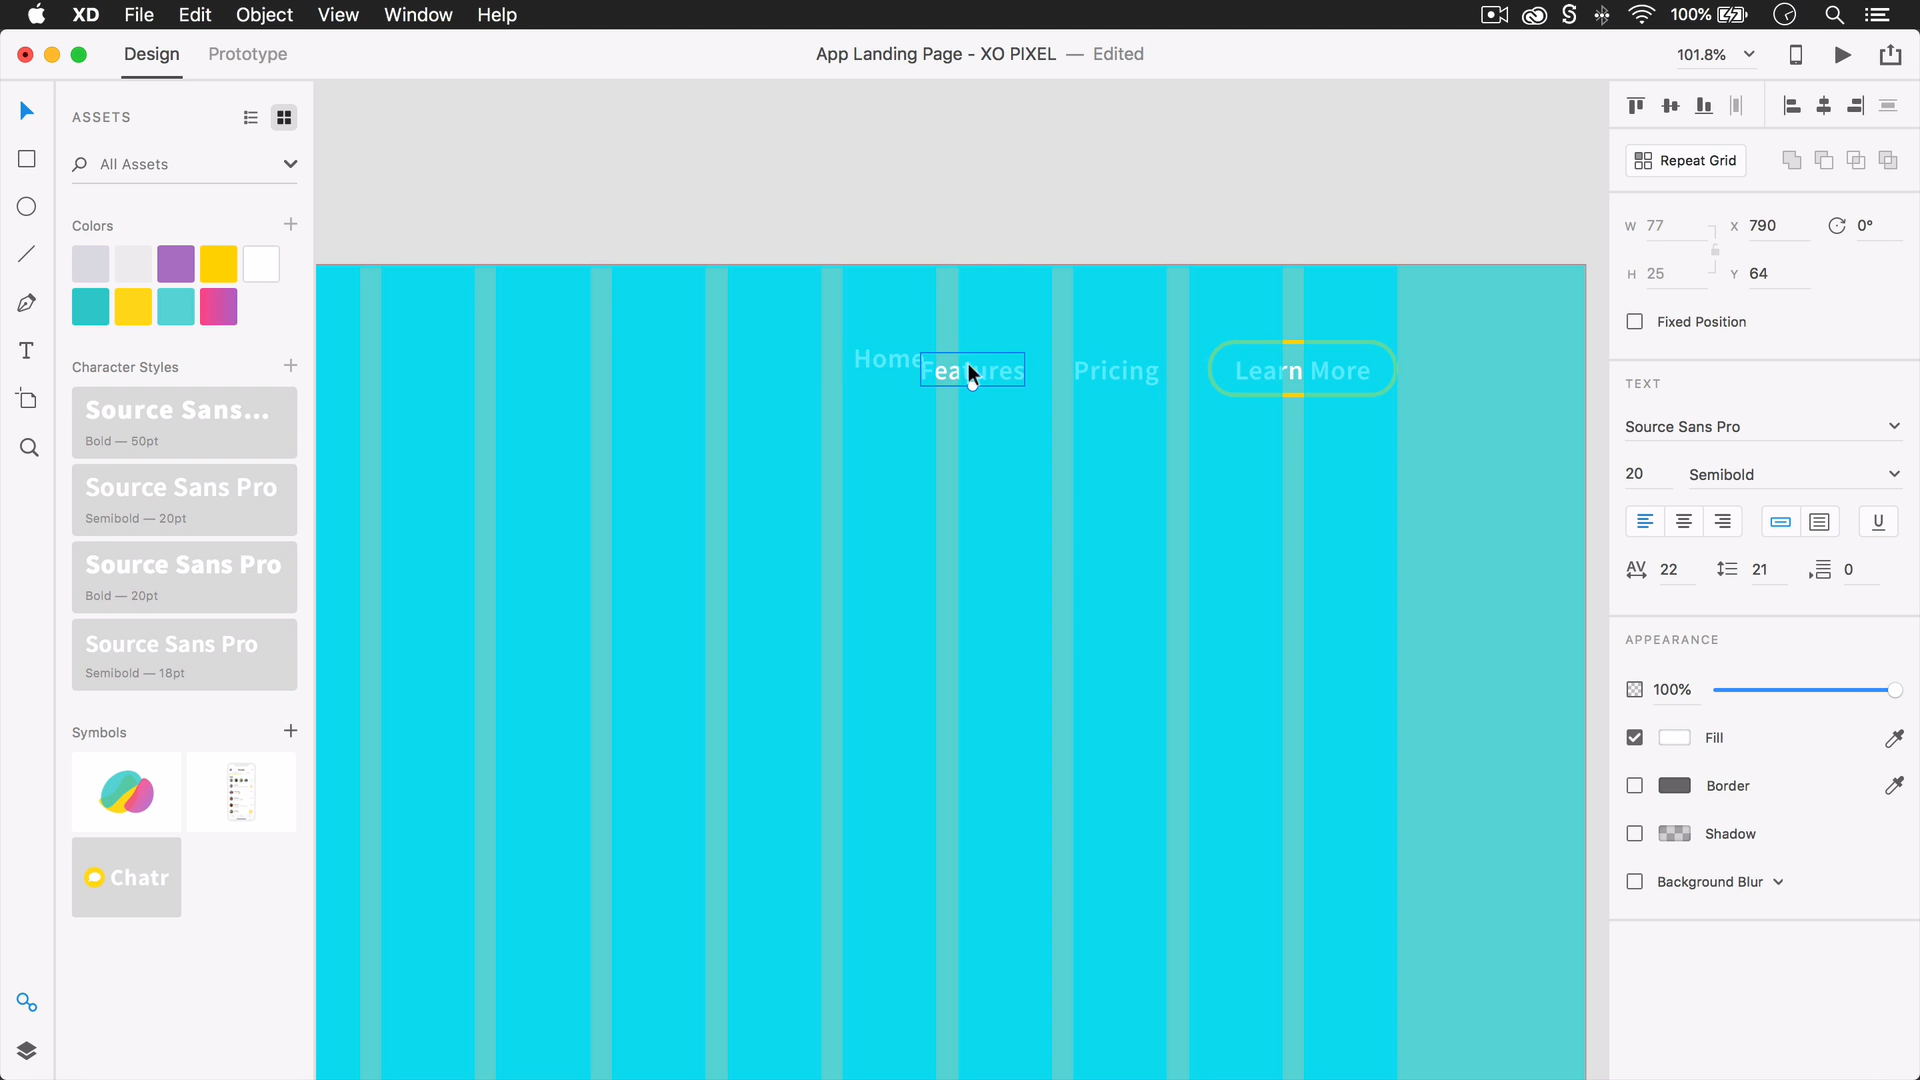 XD File Edit Object View Window Help
100%
Design Prototype
App Landing Page - XO PIXEL — Edited
101.8%
ASSETS
All Assets
Colors
Character Styles
Source Sans...
Bold — 50pt
Source Sans Pro
Semibold — 20pt
Source Sans Pro
Bold — 20pt
Source Sans Pro
Semibold — 18pt
Symbols
Chatr
Home
Features
Pricing
Learn More
Repeat Grid
W 77 X 790 0°
H 25 Y 64
Fixed Position
TEXT
Source Sans Pro
20 Semibold
U
AV 22 21 0
APPEARANCE
100%
Fill
Border
Shadow
Background Blur